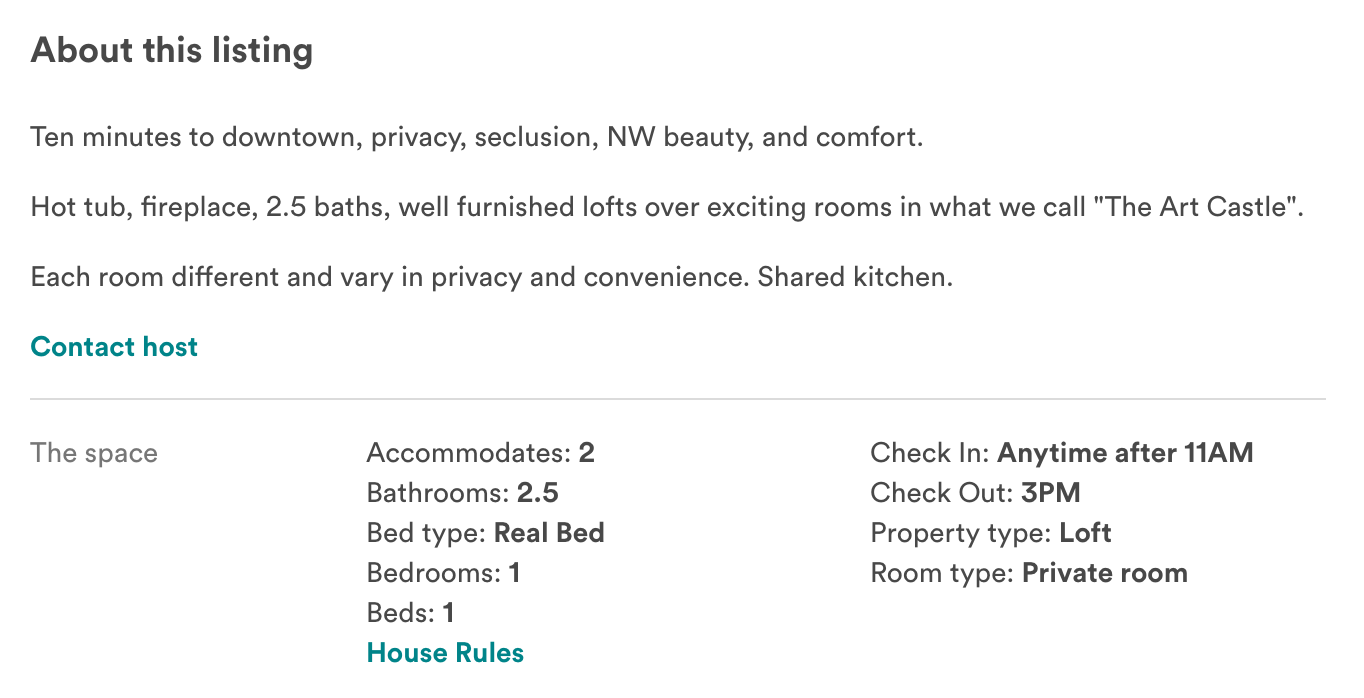 About this listing
Ten minutes to downtown, privacy, seclusion, NW beauty, and comfort.
Hot tub, fireplace, 2.5 baths, well furnished lofts over exciting rooms in what we call "The Art Castle".
Each room different and vary in privacy and convenience. Shared kitchen.
Contact host
The space
Accommodates: 2
Bathrooms: 2.5
Bed type: Real Bed
Bedrooms: 1
Beds: 1
House Rules
Check In: Anytime after 11AM
Check Out: 3PM
Property type: Loft
Room type: Private room